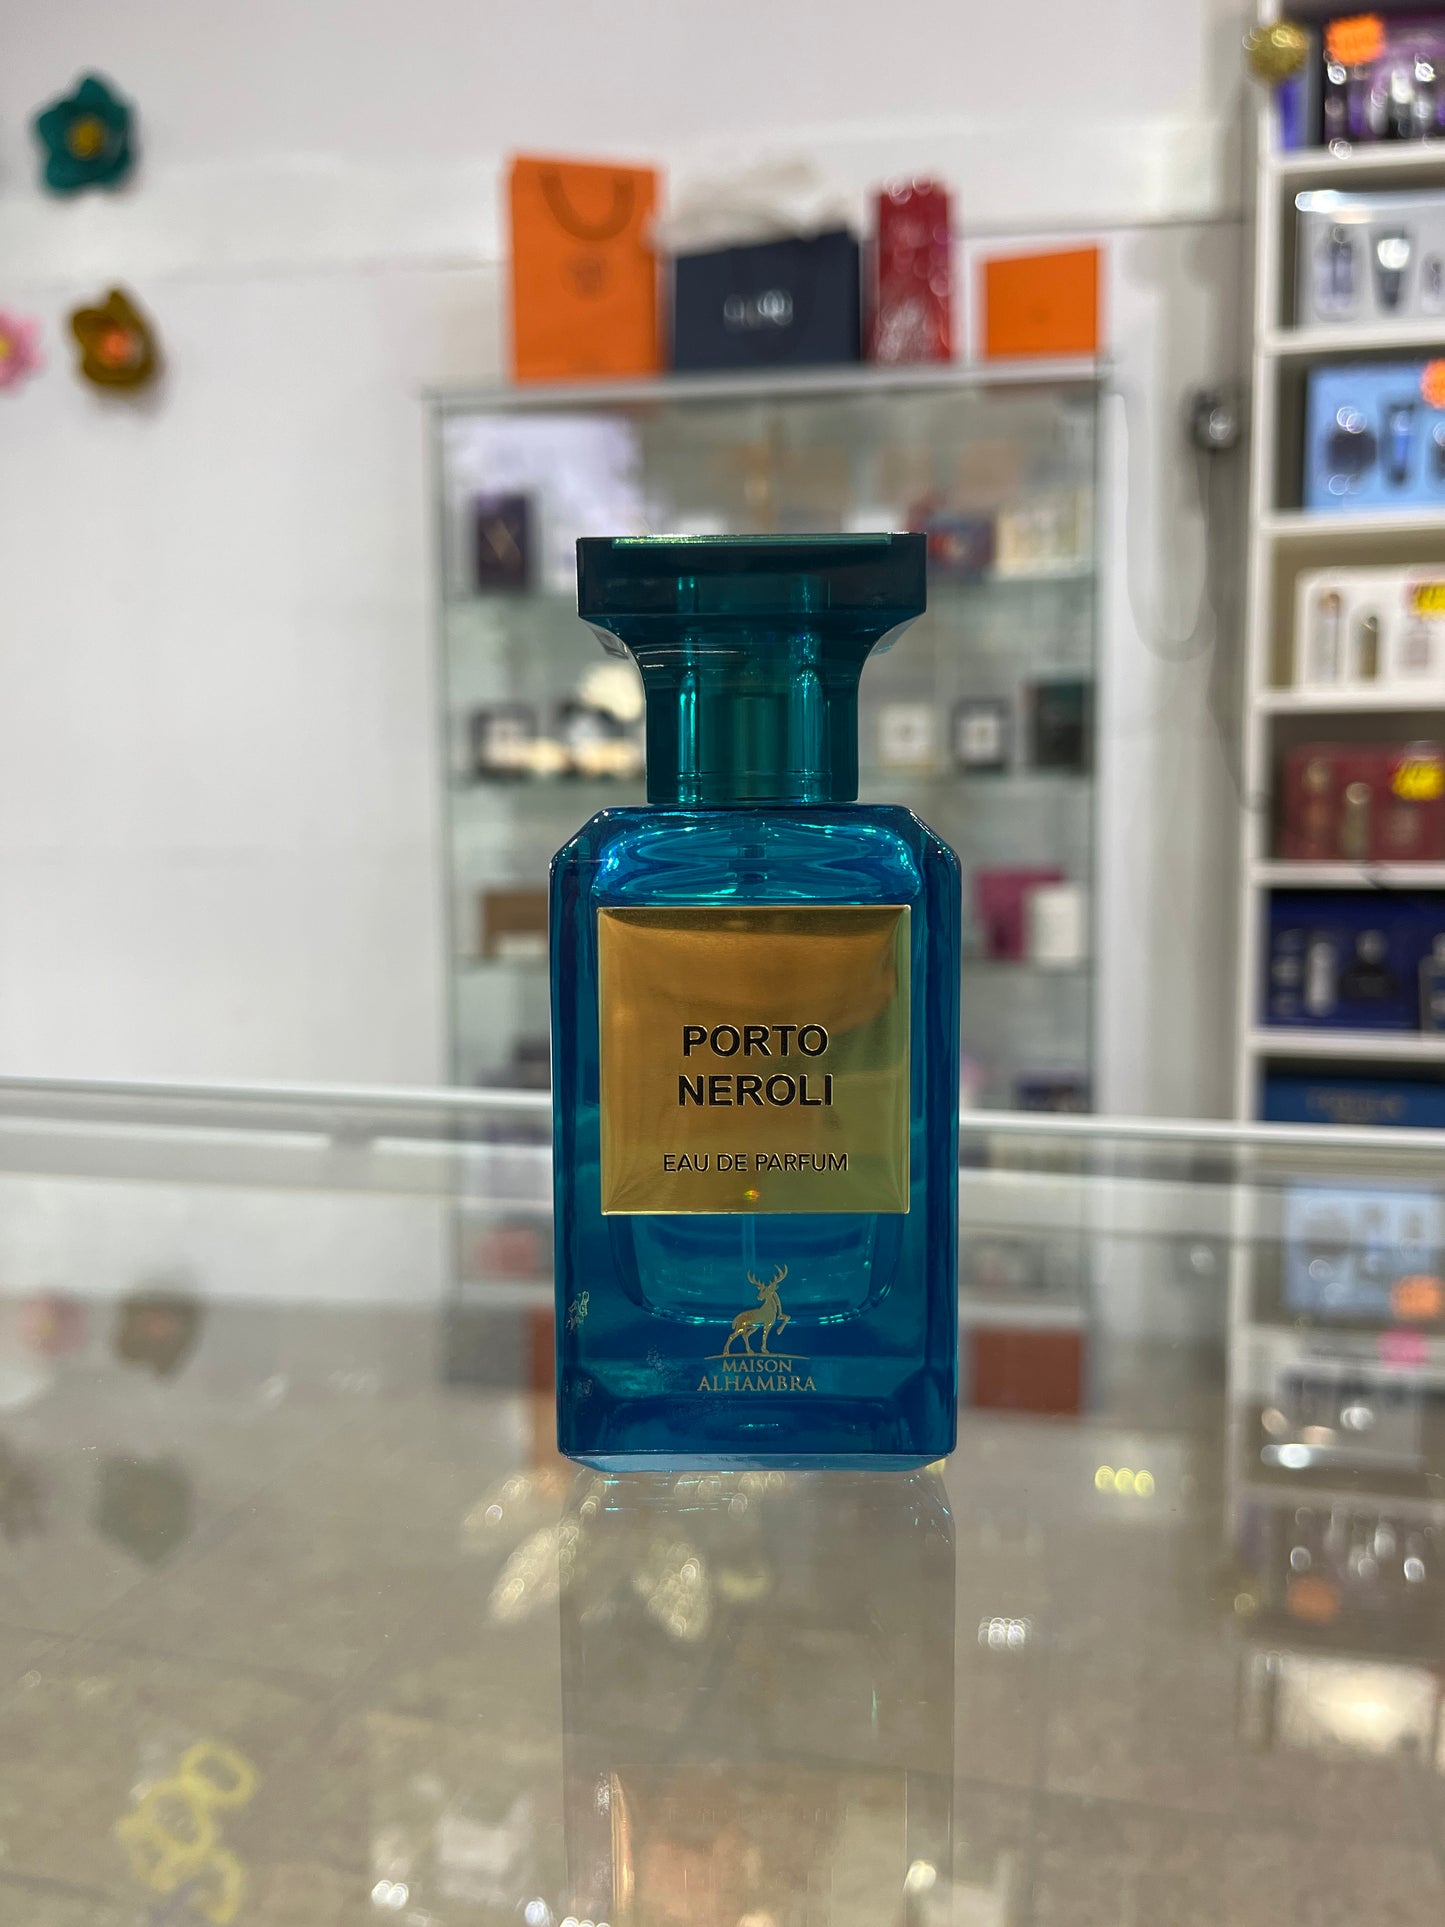 PORTO
NEROLI
EAU DE PARFUM
MAISON
ALHAMBRA